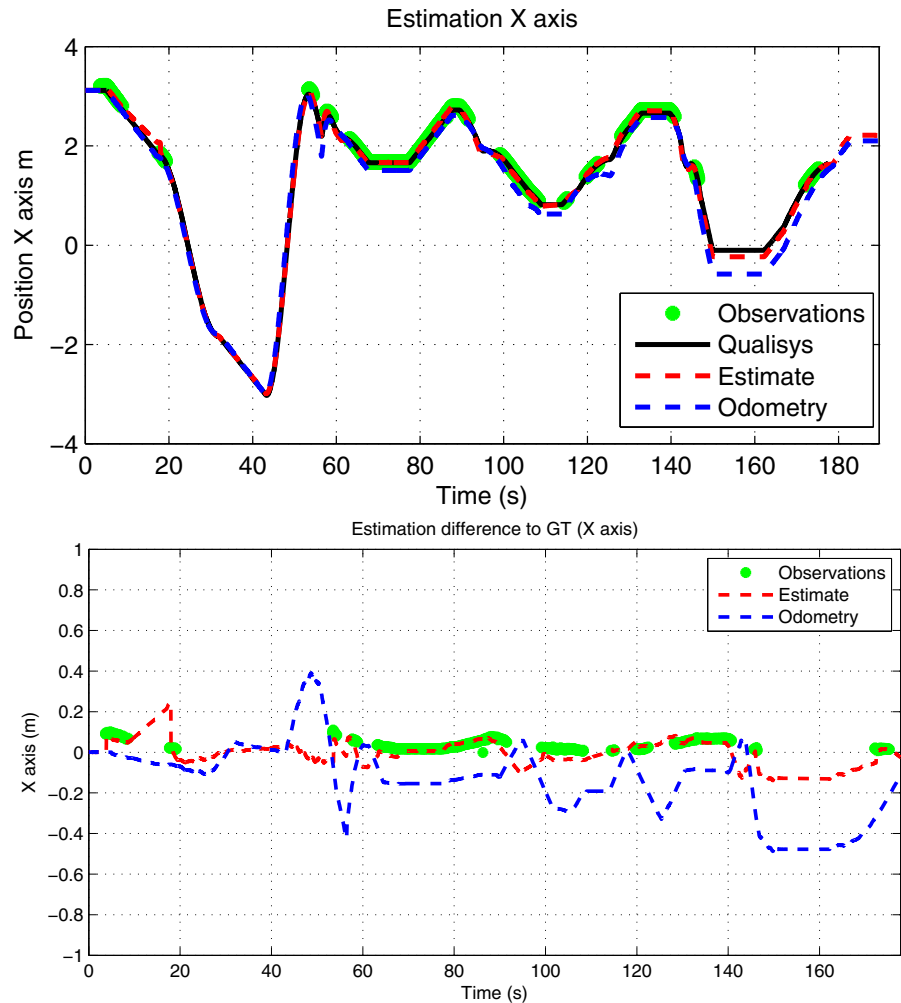 Estimation X axis
4
2
0
−2
−4
Position X axis m
Observations
Qualisys
Estimate
Odometry
0 20 40 60 80 100 120 140 160 180
Time (s)
Estimation difference to GT (X axis)
1
0.8
0.6
0.4
0.2
0
−0.2
−0.4
−0.6
−0.8
−1
X axis (m)
Observations
Estimate
Odometry
0 20 40 60 80 100 120 140 160
Time (s)